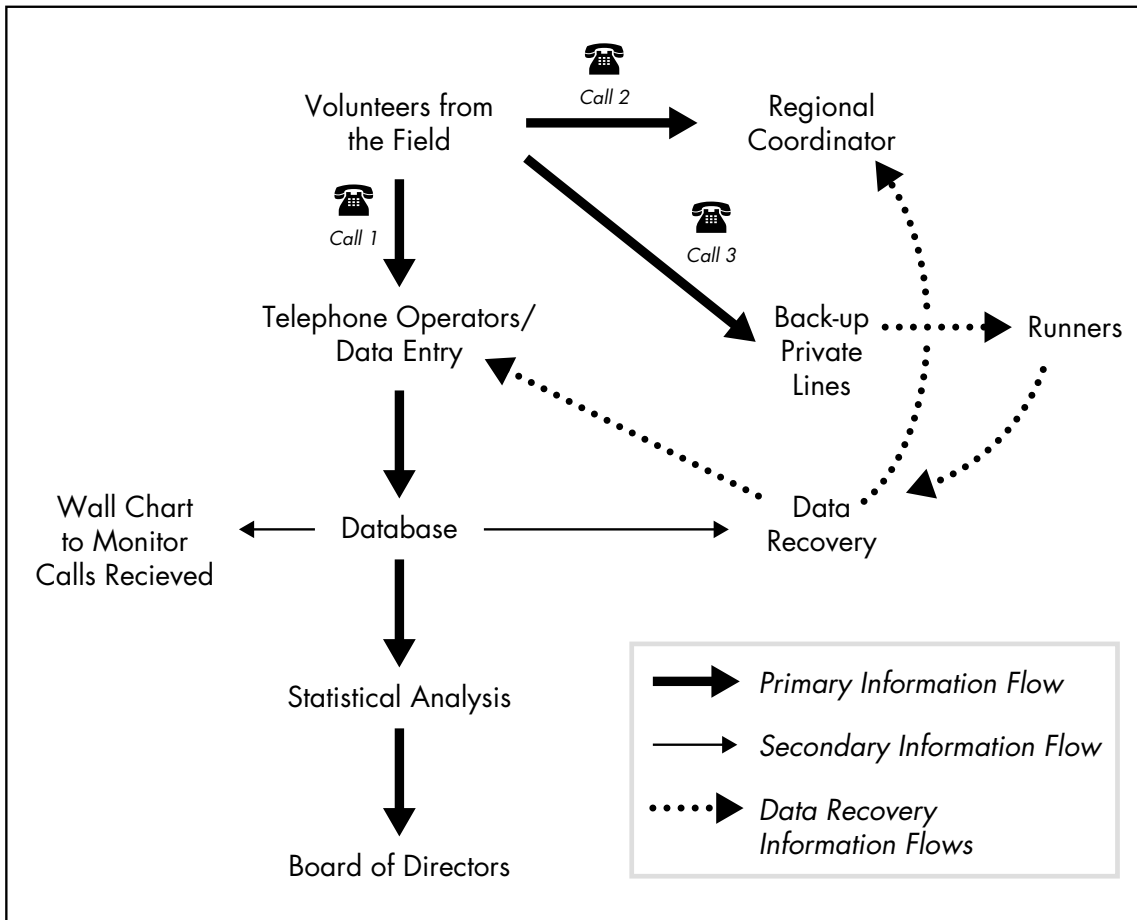 Call 2
Volunteers from
the Field
Regional
Coordinator
Call 1
Call 3
Telephone Operators/
Data Entry
Back-up
Private
Lines
Runners
Wall Chart
to Monitor
Calls Recieved
Database
Data
Recovery
Statistical Analysis
Board of Directors
Primary Information Flow
Secondary Information Flow
Data Recovery
Information Flows